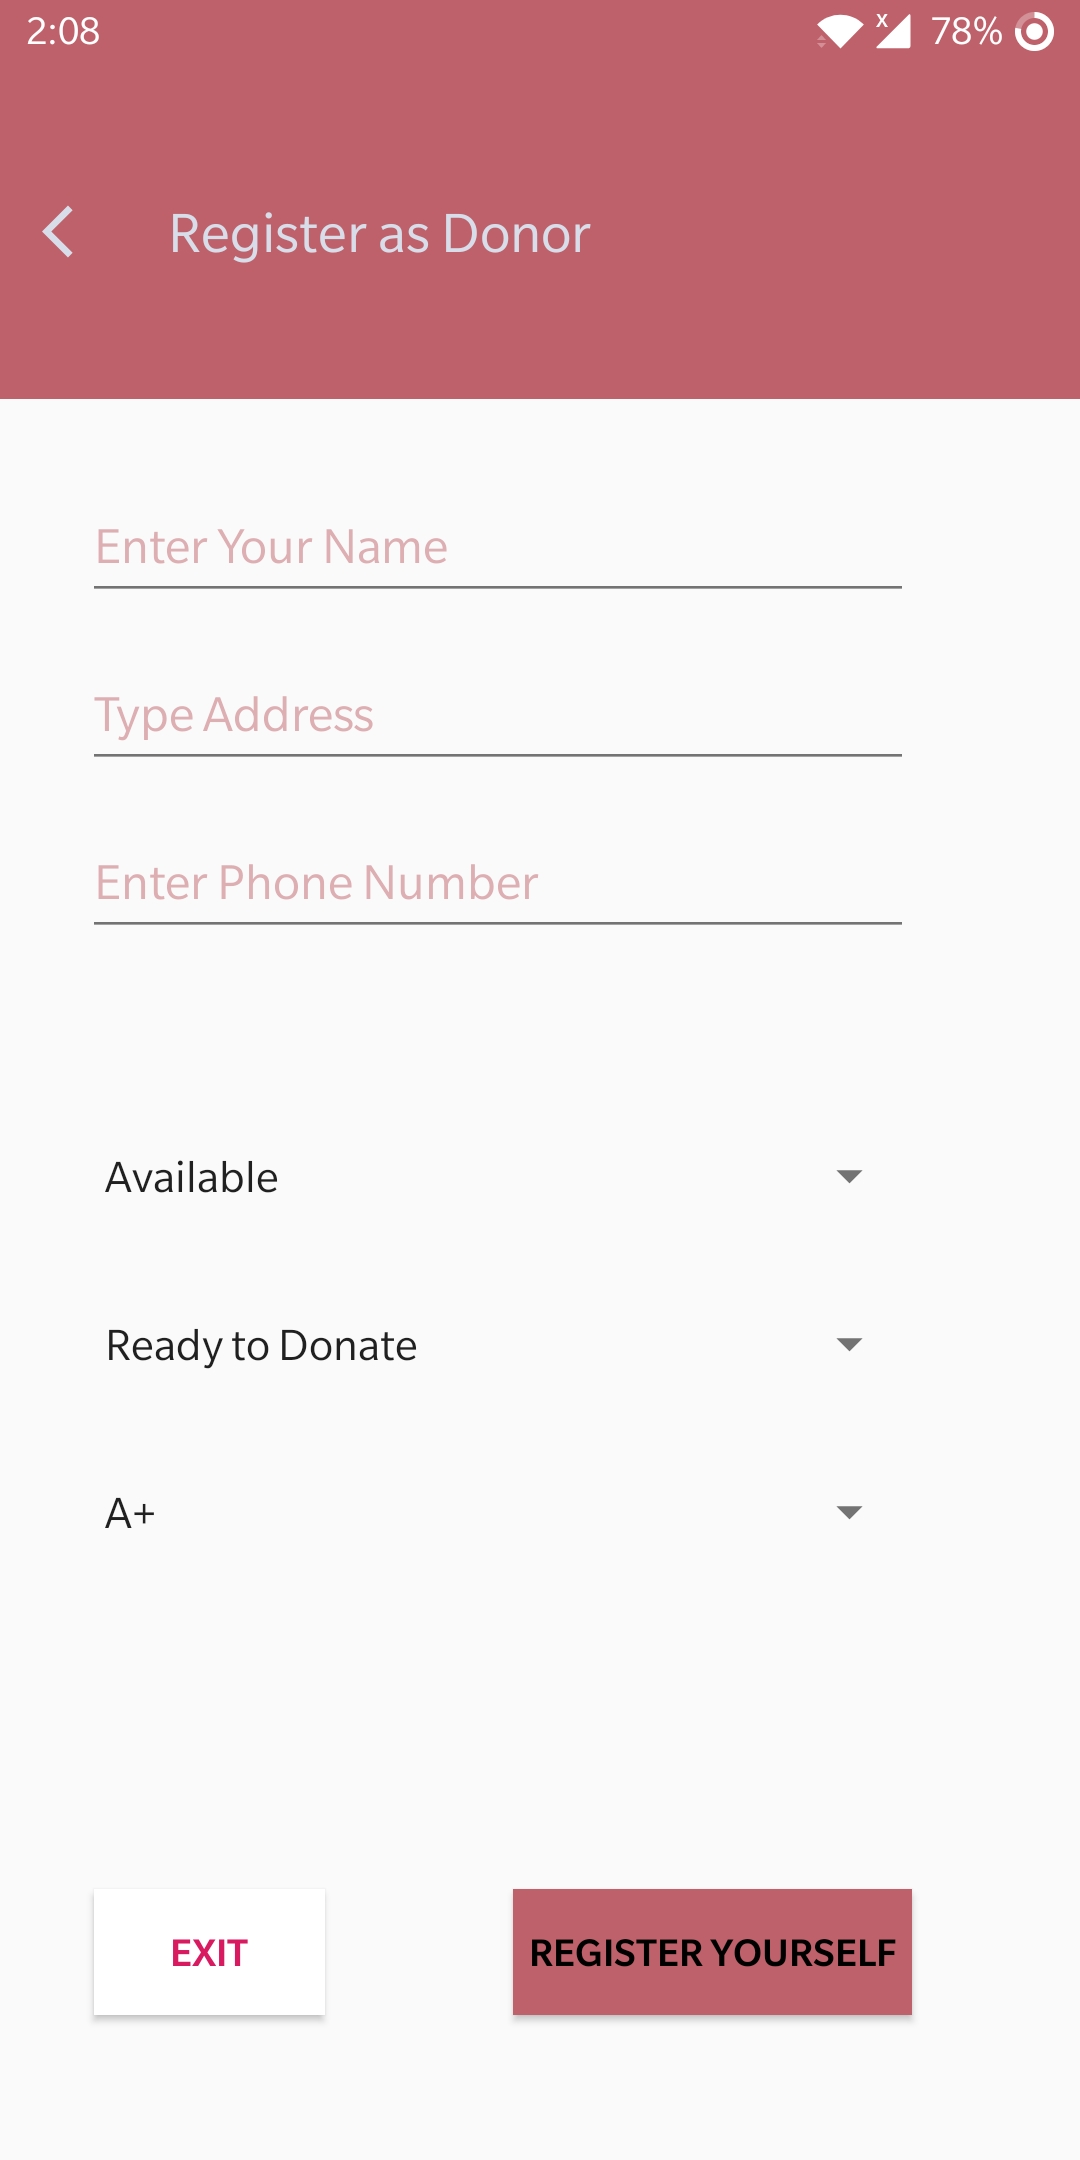 2:08
x
78%
Register as Donor
Enter Your Name
Type Address
Enter Phone Number
Available
Ready to Donate
A+
EXIT
REGISTER YOURSELF